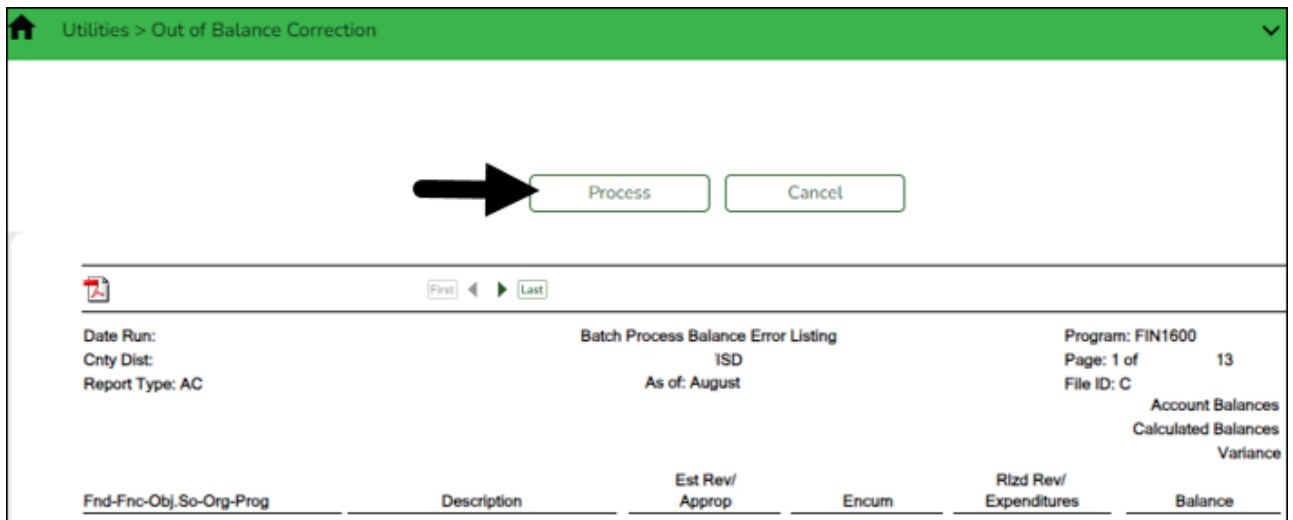 Utilities > Out of Balance Correction
Process Cancel
First Last
Date Run: Batch Process Balance Error Listing Program: FIN1600
Cnty Dist: ISD Page: 1 of 13
Report Type: AC As of: August File ID: C
Account Balances
Calculated Balances
Variance
Est Rev/ Rlzd Rev/
Fnd-Fnc-Obj.So-Org-Prog Description Approp Encum Expenditures Balance